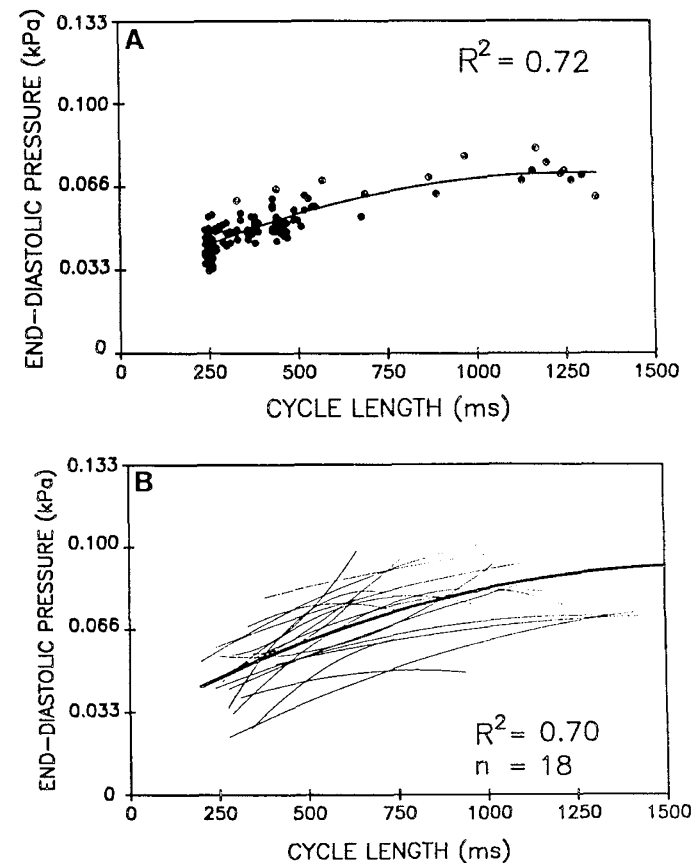 A
R² = 0.72
END–DIASTOLIC PRESSURE (kPa)
0.133
0.100
0.066
0.033
0
0 250 500 750 1000 1250 1500
CYCLE LENGTH (ms)
B
END–DIASTOLIC PRESSURE (kPa)
0.133
0.100
0.066
0.033
0
R² = 0.70
n = 18
0 250 500 750 1000 1250 1500
CYCLE LENGTH (ms)